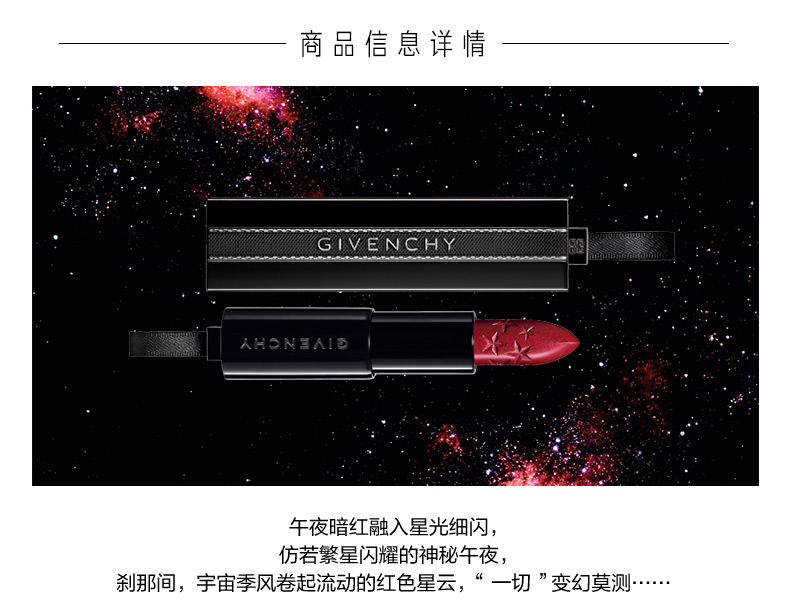 商品信息详情
GIVENCHY
GIVENCHY
午夜暗红融入星光细闪，
仿若繁星闪耀的神秘午夜，
刹那间，宇宙季风卷起流动的红色星云，“ 一切 ”变幻莫测……